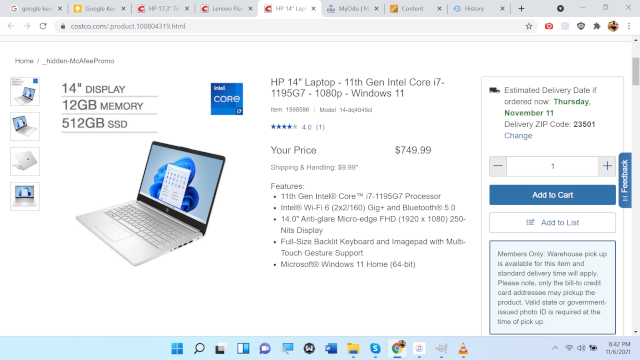 google kee
Google Kee
HP 17.3" To
Lenovo Flex
HP 14" Lapt
MyOdu | M
Content
History
costco.com/.product.100804319.html
Home / _hidden-McAfeePromo
14" DISPLAY
12GB MEMORY
512GB SSD
intel
CORE
i7
HP 14" Laptop - 11th Gen Intel Core i7-
1195G7 - 1080p - Windows 11
Item 1598586 | Model 14-dq4045cl
4.0 (1)
Your Price $749.99
Shipping & Handling: $9.99*
Features:
• 11th Gen Intel® Core™ i7-1195G7 Processor
• Intel® Wi-Fi 6 (2x2/160) Gig+ and Bluetooth® 5.0
• 14.0" Anti-glare Micro-edge FHD (1920 x 1080) 250-
Nits Display
• Full-Size Backlit Keyboard and Imagepad with Multi-
Touch Gesture Support
• Microsoft® Windows 11 Home (64-bit)
Estimated Delivery Date if
ordered now: Thursday,
November 11
Delivery ZIP Code: 23501
Change
1
Add to Cart
Add to List
Members Only: Warehouse pick up
is available for this item and
standard delivery time will apply.
Please note, only the bill-to credit
card addressee may pickup the
product. Valid state or government-
issued photo ID is required at the
time of pick up.
Feedback
8:42 PM
11/6/2021